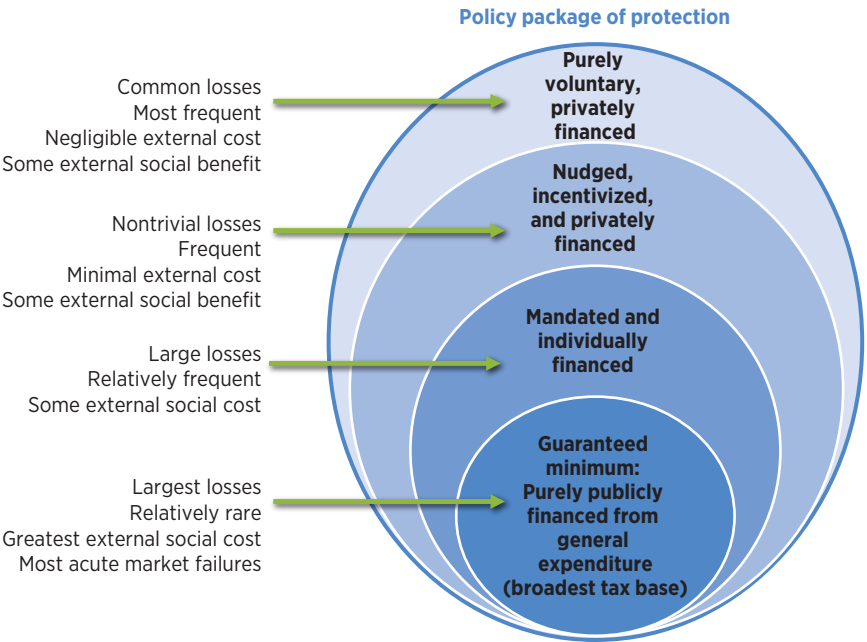 Policy package of protection
Common losses
Most frequent
Negligible external cost
Some external social benefit
Purely
voluntary,
privately
financed
Nontrivial losses
Frequent
Minimal external cost
Some external social benefit
Nudged,
incentivized,
and privately
financed
Large losses
Relatively frequent
Some external social cost
Mandated and
individually
financed
Largest losses
Relatively rare
Greatest external social cost
Most acute market failures
Guaranteed
minimum:
Purely publicly
financed from
general
expenditure
(broadest tax base)